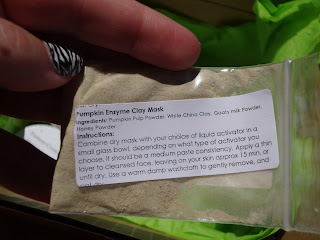 Pumpkin Enzyme Clay Mask
Ingredients: Pumpkin Pulp Powder, White China Clay, Goats Milk Powder,
Honey Powder
Instructions:
Combine dry mask with your choice of liquid activator in a
small glass bowl, depending on what type of activator you
choose, it should be a medium paste consistency. Apply a thin
layer to cleansed face, leaving on your skin approx 15 min, or
until dry. Use a warm damp washcloth to gently remove, and